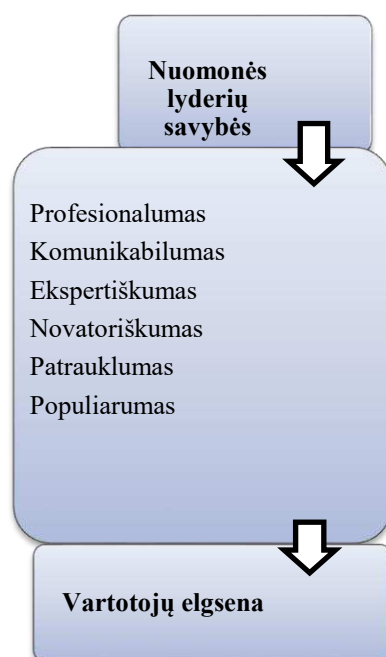 Nuomonės
lyderių
savybės
Profesionalumas
Komunikabilumas
Ekspertiškumas
Novatoriškumas
Patrauklumas
Populiarumas
Vartotojų elgsena